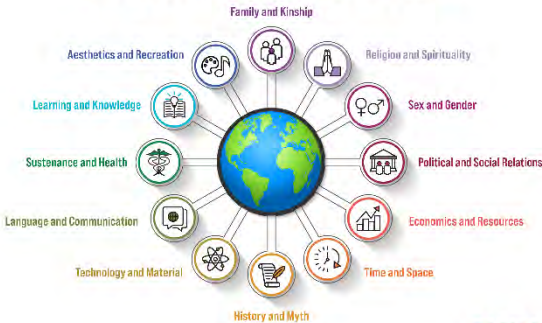 Family and Kinship
Aesthetics and Recreation
Religion and Spirituality
Learning and Knowledge
Sex and Gender
Sustenance and Health
Political and Social Relations
Language and Communication
Economics and Resources
Technology and Material
Time and Space
History and Myth